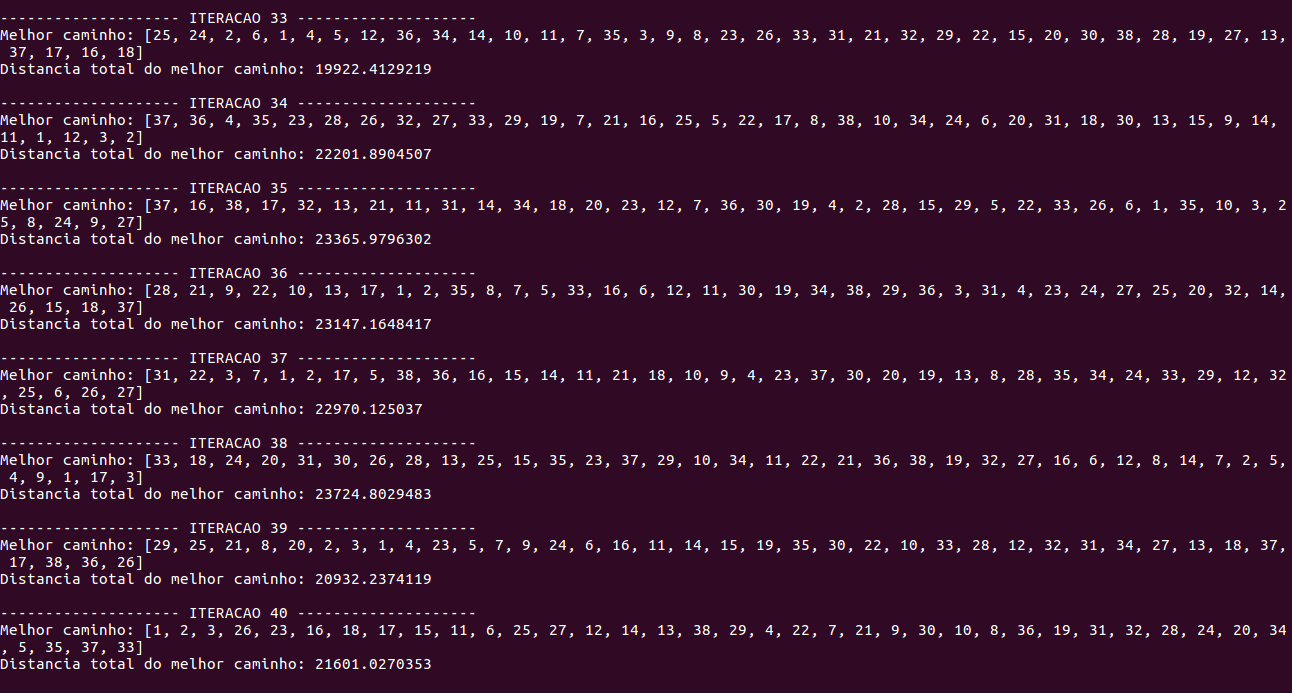 -------------------- ITERACAO 33 --------------------
Melhor caminho: [25, 24, 2, 6, 1, 4, 5, 12, 36, 34, 14, 10, 11, 7, 35, 3, 9, 8, 23, 26, 33, 31, 21, 32, 29, 22, 15, 20, 30, 38, 28, 19, 27, 13,
 37, 17, 16, 18]
Distancia total do melhor caminho: 19922.4129219

-------------------- ITERACAO 34 --------------------
Melhor caminho: [37, 36, 4, 35, 23, 28, 26, 32, 27, 33, 29, 19, 7, 21, 16, 25, 5, 22, 17, 8, 38, 10, 34, 24, 6, 20, 31, 18, 30, 13, 15, 9, 14,
11, 1, 12, 3, 2]
Distancia total do melhor caminho: 22201.8904507

-------------------- ITERACAO 35 --------------------
Melhor caminho: [37, 16, 38, 17, 32, 13, 21, 11, 31, 14, 34, 18, 20, 23, 12, 7, 36, 30, 19, 4, 2, 28, 15, 29, 5, 22, 33, 26, 6, 1, 35, 10, 3, 2
5, 8, 24, 9, 27]
Distancia total do melhor caminho: 23365.9796302

-------------------- ITERACAO 36 --------------------
Melhor caminho: [28, 21, 9, 22, 10, 13, 17, 1, 2, 35, 8, 7, 5, 33, 16, 6, 12, 11, 30, 19, 34, 38, 29, 36, 3, 31, 4, 23, 24, 27, 25, 20, 32, 14,
 26, 15, 18, 37]
Distancia total do melhor caminho: 23147.1648417

-------------------- ITERACAO 37 --------------------
Melhor caminho: [31, 22, 3, 7, 1, 2, 17, 5, 38, 36, 16, 15, 14, 11, 21, 18, 10, 9, 4, 23, 37, 30, 20, 19, 13, 8, 28, 35, 34, 24, 33, 29, 12, 32
, 25, 6, 26, 27]
Distancia total do melhor caminho: 22970.125037

-------------------- ITERACAO 38 --------------------
Melhor caminho: [33, 18, 24, 20, 31, 30, 26, 28, 13, 25, 15, 35, 23, 37, 29, 10, 34, 11, 22, 21, 36, 38, 19, 32, 27, 16, 6, 12, 8, 14, 7, 2, 5,
 4, 9, 1, 17, 3]
Distancia total do melhor caminho: 23724.8029483

-------------------- ITERACAO 39 --------------------
Melhor caminho: [29, 25, 21, 8, 20, 2, 3, 1, 4, 23, 5, 7, 9, 24, 6, 16, 11, 14, 15, 19, 35, 30, 22, 10, 33, 28, 12, 32, 31, 34, 27, 13, 18, 37,
 17, 38, 36, 26]
Distancia total do melhor caminho: 20932.2374119

-------------------- ITERACAO 40 --------------------
Melhor caminho: [1, 2, 3, 26, 23, 16, 18, 17, 15, 11, 6, 25, 27, 12, 14, 13, 38, 29, 4, 22, 7, 21, 9, 30, 10, 8, 36, 19, 31, 32, 28, 24, 20, 34
, 5, 35, 37, 33]
Distancia total do melhor caminho: 21601.0270353